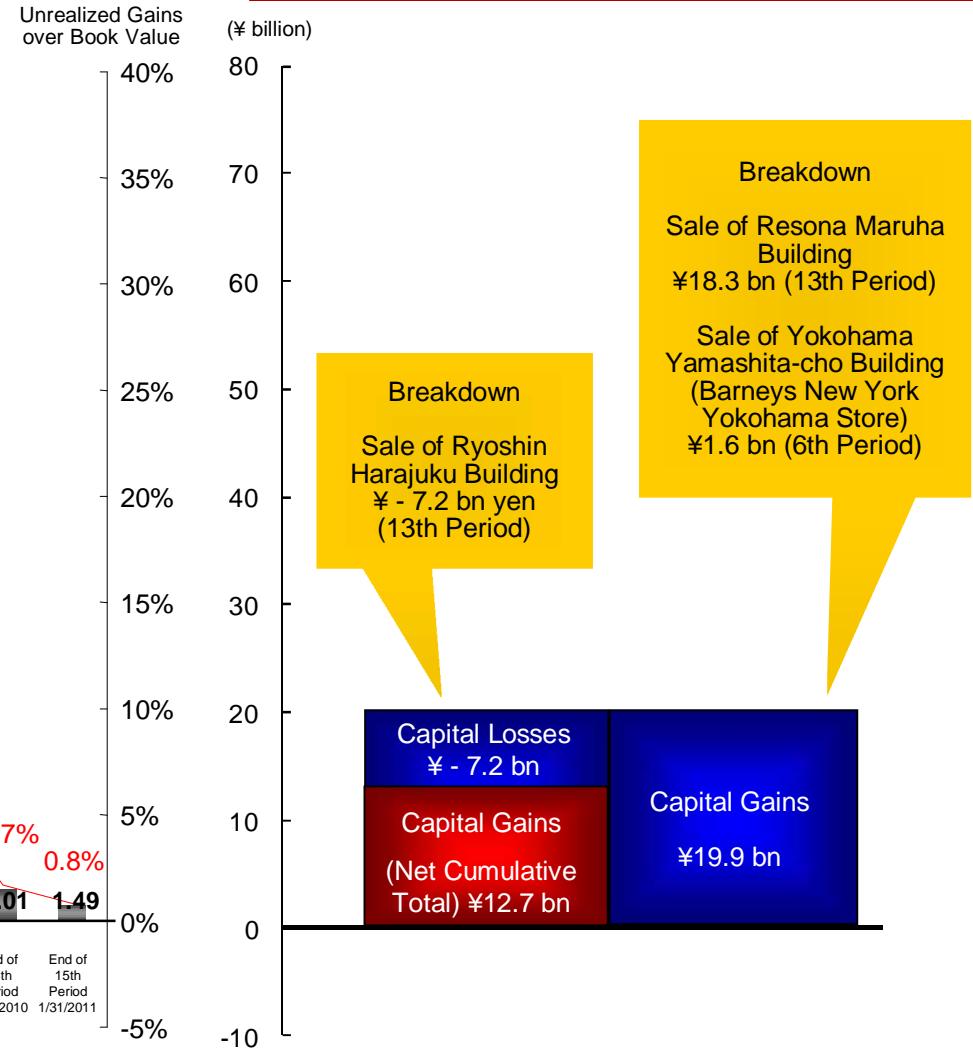 Unrealized Gains
over Book Value
(¥ billion)
40%
35%
30%
25%
20%
15%
10%
5%
0%
-5%
7%
0.8%
.01
1.49
End of
15th
Period
1/31/2011
2010
80
70
60
50
40
30
20
10
0
-10
Breakdown
Sale of Ryoshin
Harajuku Building
¥ - 7.2 bn yen
(13th Period)
Breakdown
Sale of Resona Maruha
Building
¥18.3 bn (13th Period)
Sale of Yokohama
Yamashita-cho Building
(Barneys New York
Yokohama Store)
¥1.6 bn (6th Period)
Capital Losses
¥ - 7.2 bn
Capital Gains
(Net Cumulative
Total) ¥12.7 bn
Capital Gains
¥19.9 bn